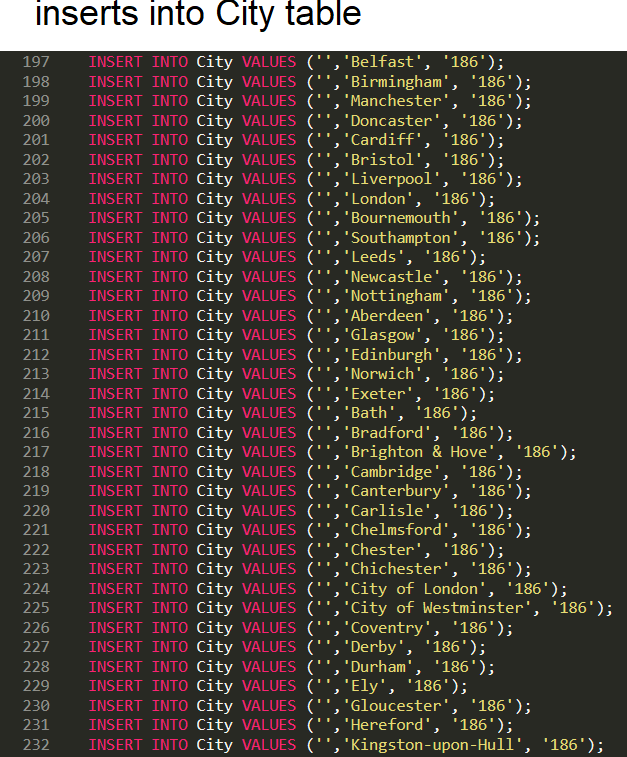 inserts into City table
197 INSERT INTO City VALUES ('','Belfast', '186');
198 INSERT INTO City VALUES ('','Birmingham', '186');
199 INSERT INTO City VALUES ('','Manchester', '186');
200 INSERT INTO City VALUES ('','Doncaster', '186');
201 INSERT INTO City VALUES ('','Cardiff', '186');
202 INSERT INTO City VALUES ('','Bristol', '186');
203 INSERT INTO City VALUES ('','Liverpool', '186');
204 INSERT INTO City VALUES ('','London', '186');
205 INSERT INTO City VALUES ('','Bournemouth', '186');
206 INSERT INTO City VALUES ('','Southampton', '186');
207 INSERT INTO City VALUES ('','Leeds', '186');
208 INSERT INTO City VALUES ('','Newcastle', '186');
209 INSERT INTO City VALUES ('','Nottingham', '186');
210 INSERT INTO City VALUES ('','Aberdeen', '186');
211 INSERT INTO City VALUES ('','Glasgow', '186');
212 INSERT INTO City VALUES ('','Edinburgh', '186');
213 INSERT INTO City VALUES ('','Norwich', '186');
214 INSERT INTO City VALUES ('','Exeter', '186');
215 INSERT INTO City VALUES ('','Bath', '186');
216 INSERT INTO City VALUES ('','Bradford', '186');
217 INSERT INTO City VALUES ('','Brighton & Hove', '186');
218 INSERT INTO City VALUES ('','Cambridge', '186');
219 INSERT INTO City VALUES ('','Canterbury', '186');
220 INSERT INTO City VALUES ('','Carlisle', '186');
221 INSERT INTO City VALUES ('','Chelmsford', '186');
222 INSERT INTO City VALUES ('','Chester', '186');
223 INSERT INTO City VALUES ('','Chichester', '186');
224 INSERT INTO City VALUES ('','City of London', '186');
225 INSERT INTO City VALUES ('','City of Westminster', '186');
226 INSERT INTO City VALUES ('','Coventry', '186');
227 INSERT INTO City VALUES ('','Derby', '186');
228 INSERT INTO City VALUES ('','Durham', '186');
229 INSERT INTO City VALUES ('','Ely', '186');
230 INSERT INTO City VALUES ('','Gloucester', '186');
231 INSERT INTO City VALUES ('','Hereford', '186');
232 INSERT INTO City VALUES ('','Kingston-upon-Hull', '186');